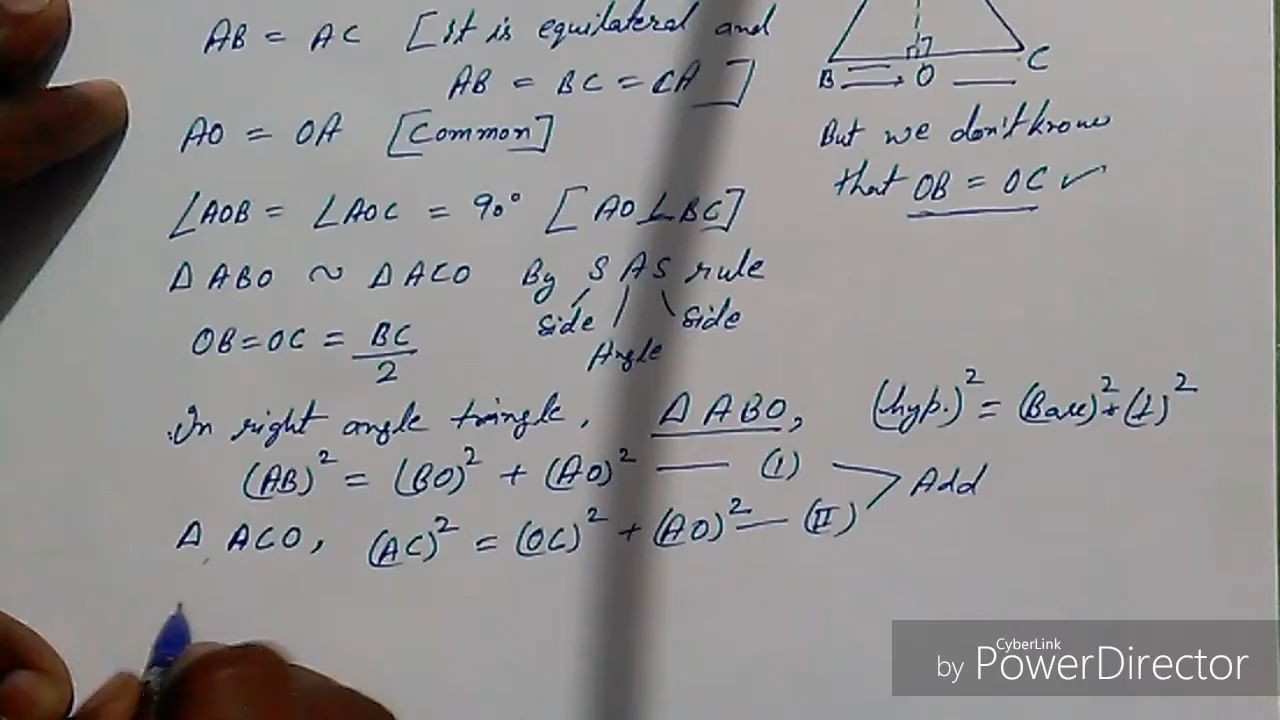 AB = AC [It is equilateral and
AB = BC = CA]
AO = OA [Common]
∠AOB = ∠AOC = 90° [AO⊥BC]
Δ ABO ~ Δ ACO By SAS rule
side Angle side
OB = OC = BC/2
B O C
But we don't know
that OB = OC ✓
In right angle triangle, Δ ABO, (hyp.)² = (Base)² + (⊥)²
(AB)² = (BO)² + (AO)² — (I)
Add
Δ ACO, (AC)² = (OC)² + (AO)² — (II)
CyberLink
by PowerDirector